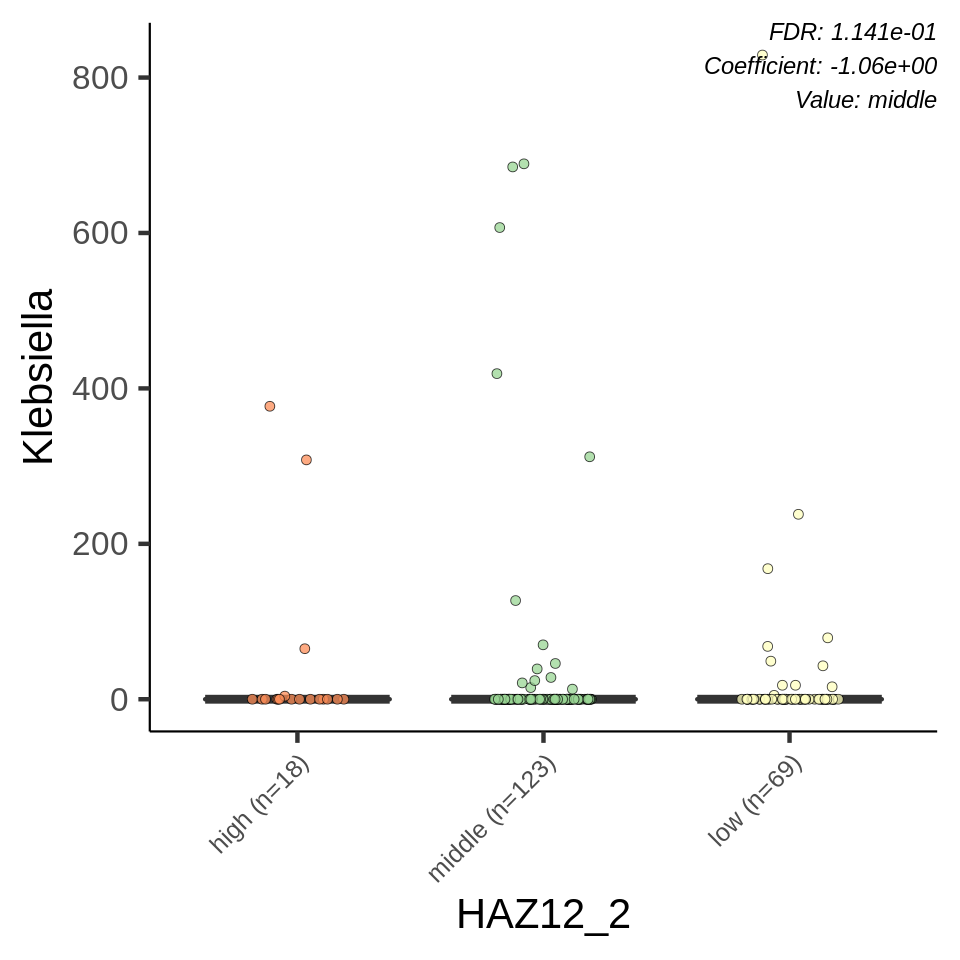 FDR: 1.141e-01
Coefficient: -1.06e+00
Value: middle
800
600
400
200
0
Klebsiella
high (n=18)
middle (n=123)
low (n=69)
HAZ12_2